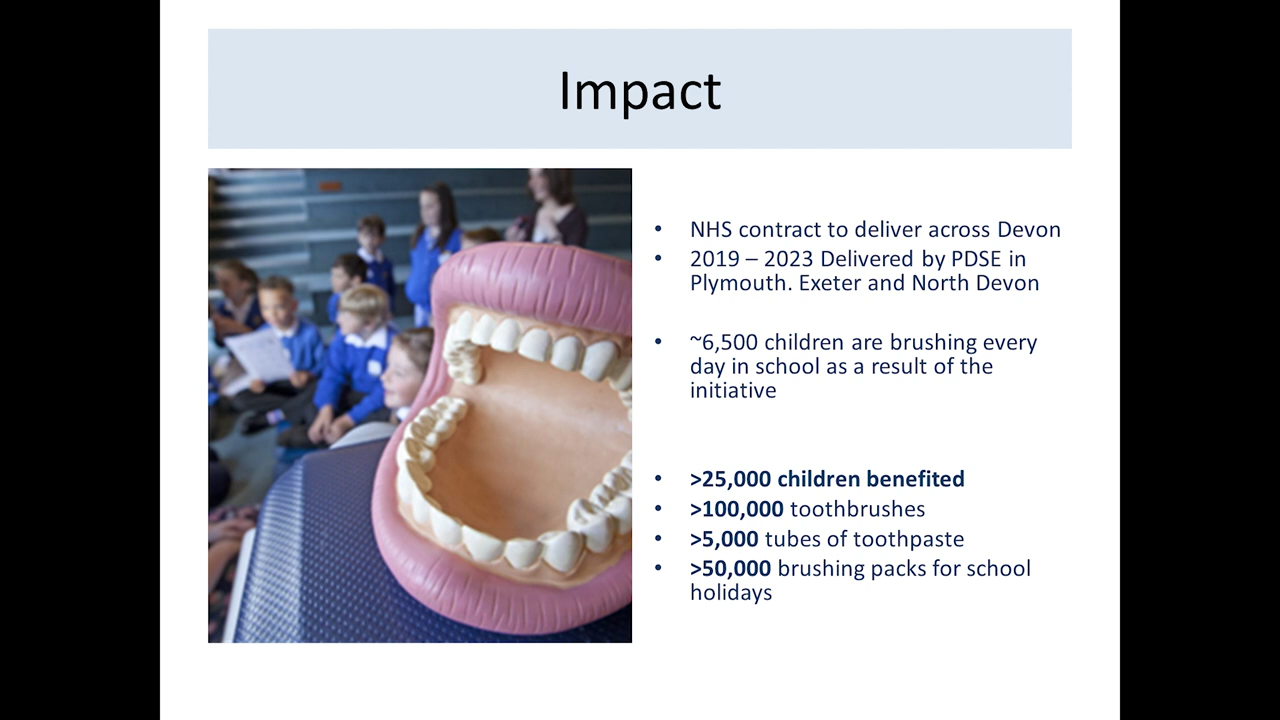 Impact
• NHS contract to deliver across Devon
• 2019 – 2023 Delivered by PDSE in
Plymouth. Exeter and North Devon
• ~6,500 children are brushing every
day in school as a result of the
initiative
• >25,000 children benefited
• >100,000 toothbrushes
• >5,000 tubes of toothpaste
• >50,000 brushing packs for school
holidays